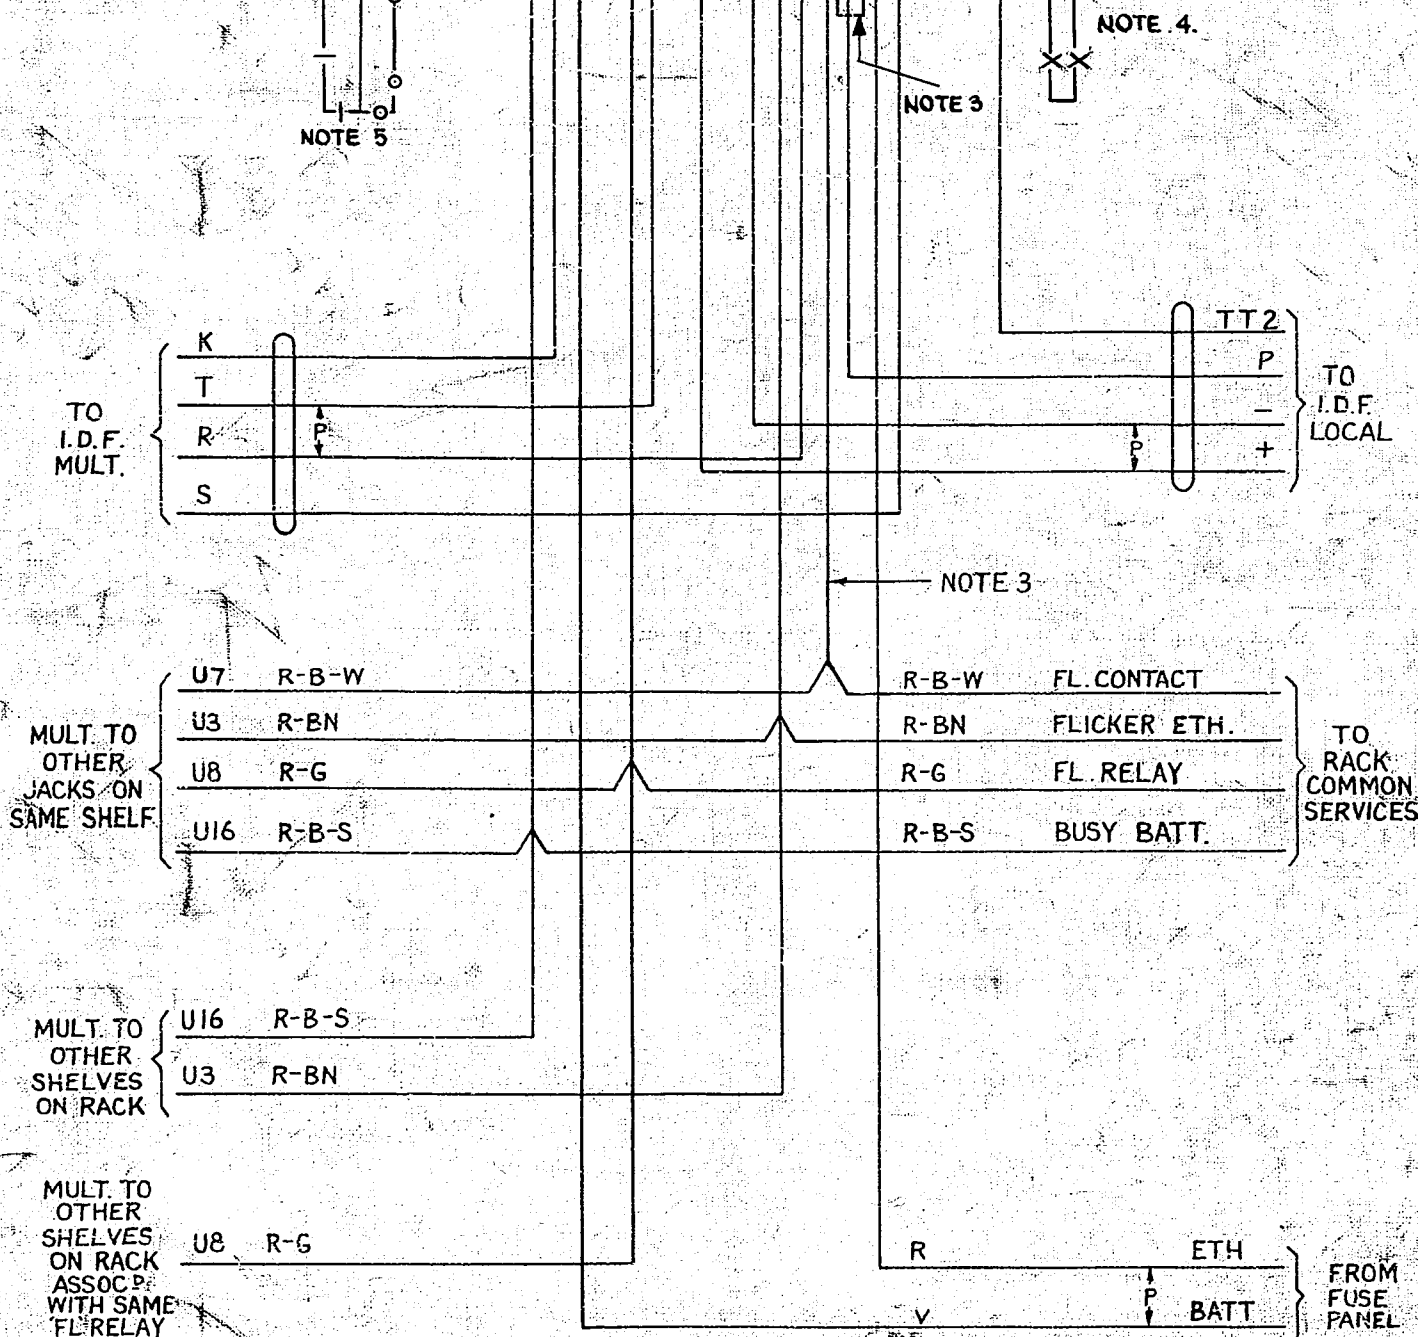 NOTE 4.
NOTE 3
NOTE 5
TO
I.D.F.
MULT.
K
T
P
R
S
TT2
P
–
P
+
TO
I.D.F.
LOCAL
NOTE 3
MULT. TO
OTHER
JACKS ON
SAME SHELF
U7 R-B-W
U3 R-BN
U8 R-G
U16 R-B-S
R-B-W FL. CONTACT
R-BN FLICKER ETH.
R-G FL. RELAY
R-B-S BUSY BATT.
TO
RACK
COMMON
SERVICES
MULT. TO
OTHER
SHELVES
ON RACK
U16 R-B-S
U3 R-BN
MULT. TO
OTHER
SHELVES
ON RACK
ASSOCD.
WITH SAME
"FL" RELAY
U8 R-G
R ETH
P
V BATT
FROM
FUSE
PANEL